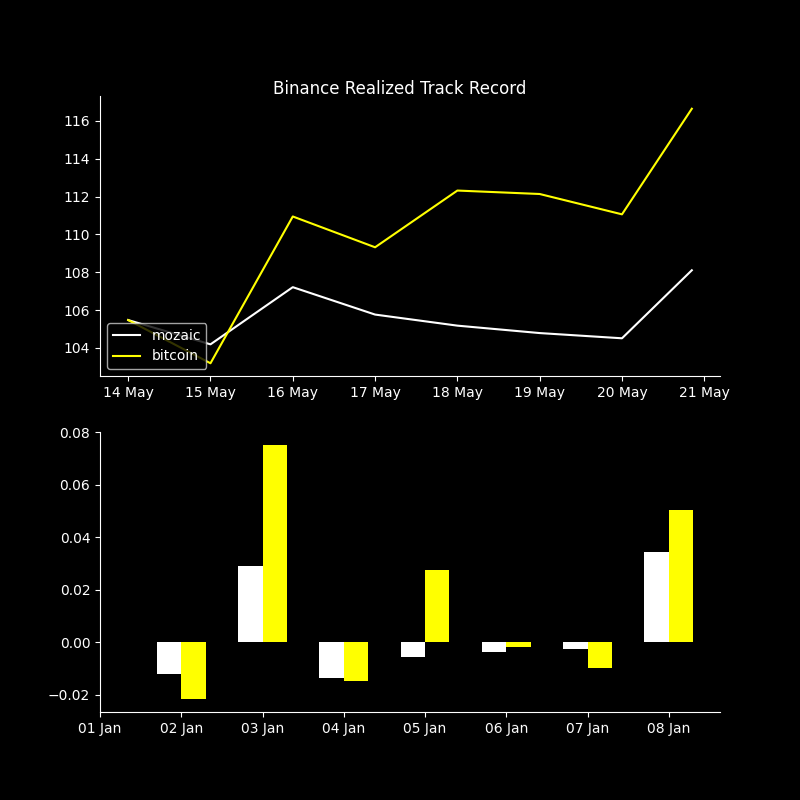 Binance Realized Track Record
116
114
112
110
108
106
104
mozaic
bitcoin
14 May 15 May 16 May 17 May 18 May 19 May 20 May 21 May
0.08
0.06
0.04
0.02
0.00
−0.02
01 Jan 02 Jan 03 Jan 04 Jan 05 Jan 06 Jan 07 Jan 08 Jan